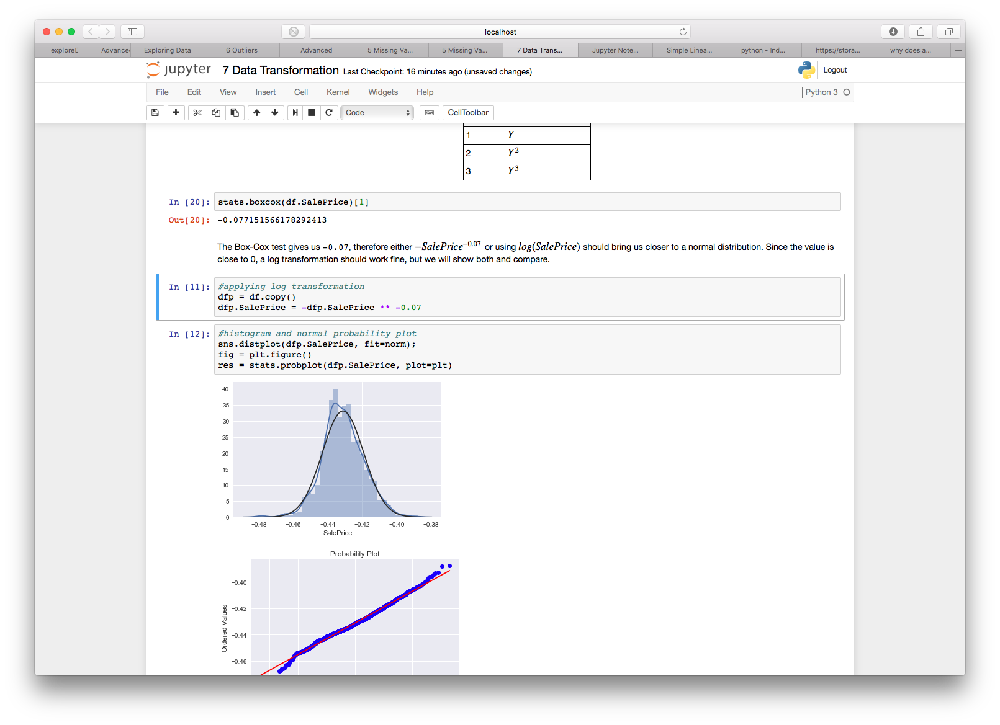 localhost
exploreD
Advanced
Exploring Data
6 Outliers
Advanced
5 Missing Va...
5 Missing Va...
7 Data Trans...
Jupyter Note...
Simple Linea...
python - Ind...
https://stora...
why does a...
jupyter 7 Data Transformation Last Checkpoint: 16 minutes ago (unsaved changes)
Logout
File Edit View Insert Cell Kernel Widgets Help
Python 3
Code
CellToolbar
1 Y
2 Y²
3 Y³
In [20]: stats.boxcox(df.SalePrice)[1]
Out[20]: -0.077151566178292413
The Box-Cox test gives us -0.07, therefore either −SalePrice^−0.07 or using log(SalePrice) should bring us closer to a normal distribution. Since the value is
close to 0, a log transformation should work fine, but we will show both and compare.
In [11]: #applying log transformation
dfp = df.copy()
dfp.SalePrice = -dfp.SalePrice ** -0.07
In [12]: #histogram and normal probability plot
sns.distplot(dfp.SalePrice, fit=norm);
fig = plt.figure()
res = stats.probplot(dfp.SalePrice, plot=plt)
40
35
30
25
20
15
10
5
0
−0.48 −0.46 −0.44 −0.42 −0.40 −0.38
SalePrice
Probability Plot
−0.40
−0.42
−0.44
−0.46
Ordered Values